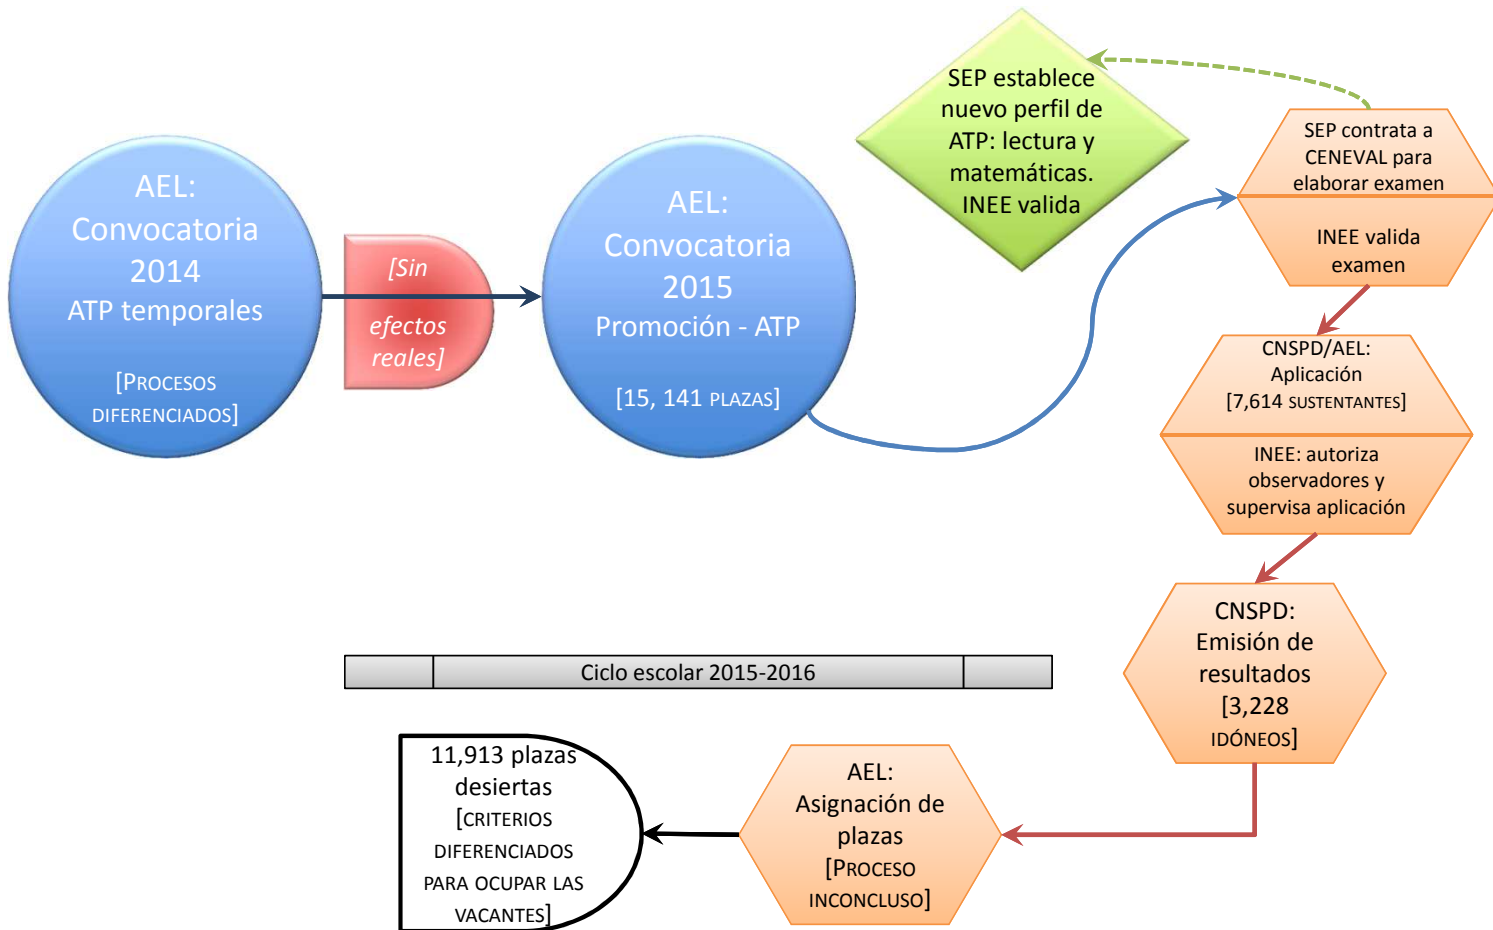 AEL:
Convocatoria
2014
ATP temporales
[PROCESOS
DIFERENCIADOS]
[Sin
efectos
reales]
AEL:
Convocatoria
2015
Promoción - ATP
[15, 141 PLAZAS]
SEP establece
nuevo perfil de
ATP: lectura y
matemáticas.
INEE valida
SEP contrata a
CENEVAL para
elaborar examen
INEE valida
examen
CNSPD/AEL:
Aplicación
[7,614 SUSTENTANTES]
INEE: autoriza
observadores y
supervisa aplicación
CNSPD:
Emisión de
resultados
[3,228
IDÓNEOS]
Ciclo escolar 2015-2016
AEL:
Asignación de
plazas
[PROCESO
INCONCLUSO]
11,913 plazas
desiertas
[CRITERIOS
DIFERENCIADOS
PARA OCUPAR LAS
VACANTES]